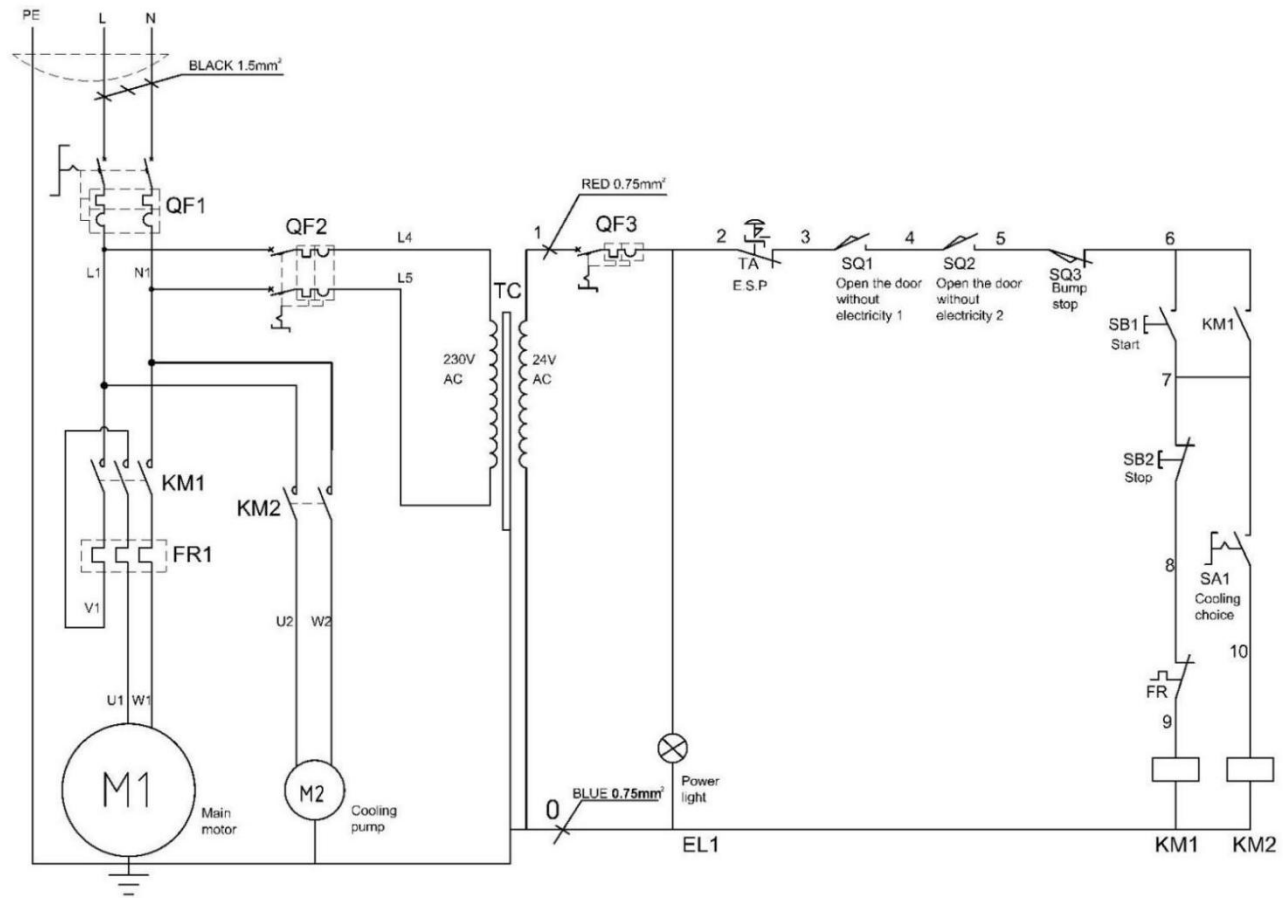 PE
L
N
BLACK 1.5mm²
QF1
L1
N1
QF2
L4
L5
TC
230V
AC
24V
AC
1
RED 0.75mm²
QF3
2
TA
E.S.P
3
SQ1
Open the door
without
electricity 1
4
SQ2
Open the door
without
electricity 2
5
SQ3
Bump
stop
6
SB1
Start
KM1
7
SB2
Stop
8
SA1
Cooling
choice
10
FR
9
KM1
FR1
V1
U1
W1
M1
Main
motor
KM2
U2
W2
M2
Cooling
pump
0
BLUE 0.75mm²
Power
light
EL1
KM1
KM2